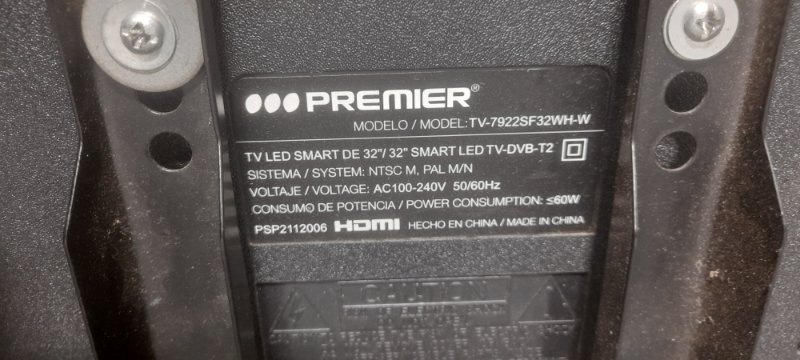 PREMIER®
MODELO / MODEL: TV-7922SF32WH-W
TV LED SMART DE 32"/ 32" SMART LED TV-DVB-T2
SISTEMA / SYSTEM: NTSC M, PAL M/N
VOLTAJE / VOLTAGE: AC100-240V 50/60Hz
CONSUMO DE POTENCIA / POWER CONSUMPTION: ≤60W
PSP2112006 HDMI HECHO EN CHINA / MADE IN CHINA
CAUTION